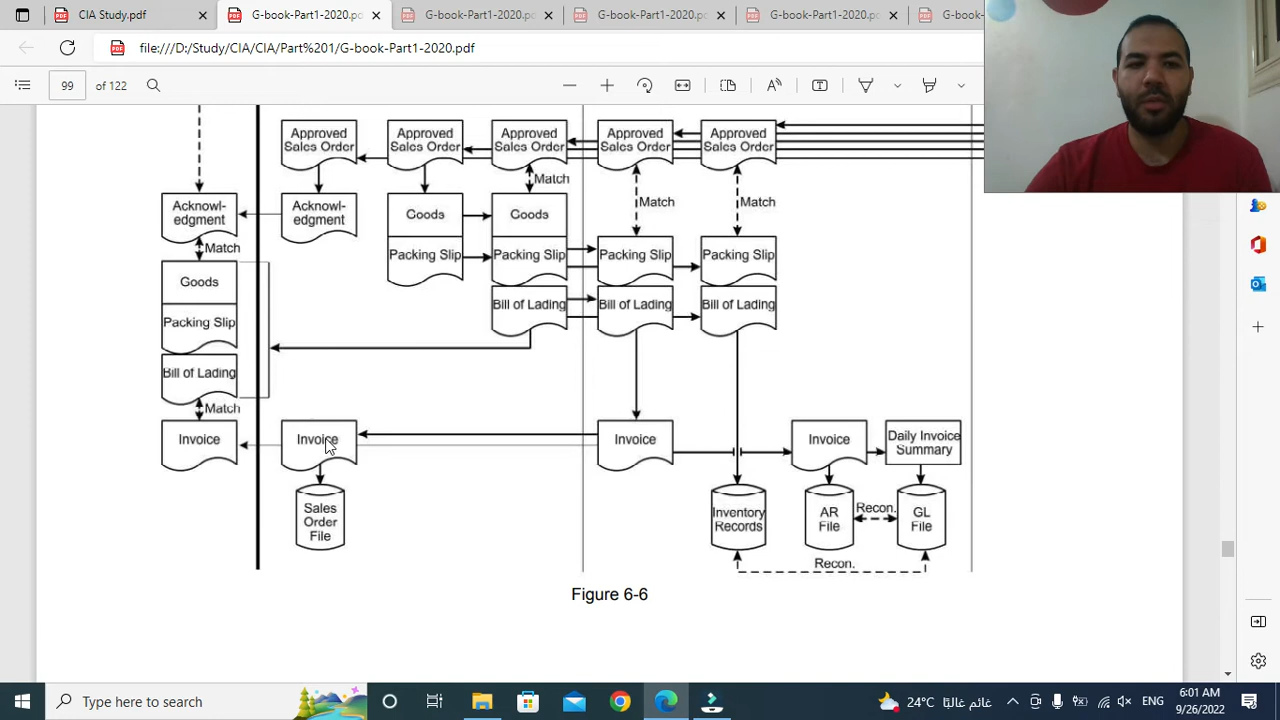 CIA Study.pdf
G-book-Part1-2020.pdf
G-book-Part1-2020.pdf
G-book-Part1-2020.pdf
G-book-Part1-2020.pdf
G-book
file:///D:/Study/CIA/CIA/Part%201/G-book-Part1-2020.pdf
99 of 122
Approved Sales Order
Approved Sales Order
Approved Sales Order
Approved Sales Order
Approved Sales Order
Match
Match
Match
Acknowl-edgment
Acknowl-edgment
Goods
Goods
Match
Packing Slip
Packing Slip
Packing Slip
Packing Slip
Goods
Bill of Lading
Bill of Lading
Bill of Lading
Packing Slip
Bill of Lading
Match
Invoice
Invoice
Invoice
Invoice
Daily Invoice Summary
Sales Order File
Inventory Records
AR File
Recon.
GL File
Recon.
Figure 6-6
Type here to search
24°C غائم غالبًا
ENG
6:01 AM
9/26/2022